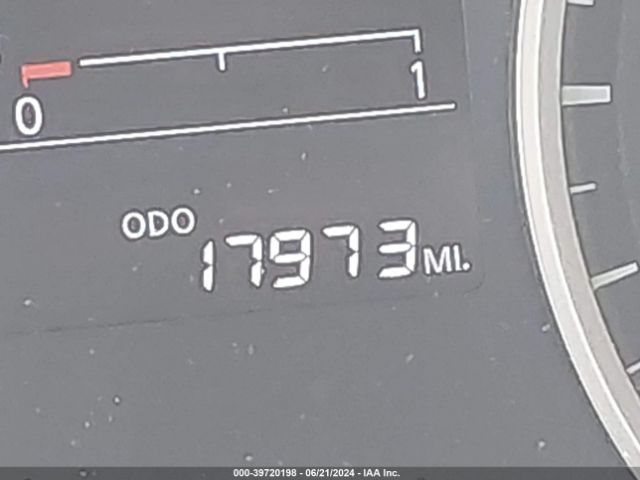 0 1
ODO
17973 MI.
000-39720198 - 06/21/2024 - IAA Inc.